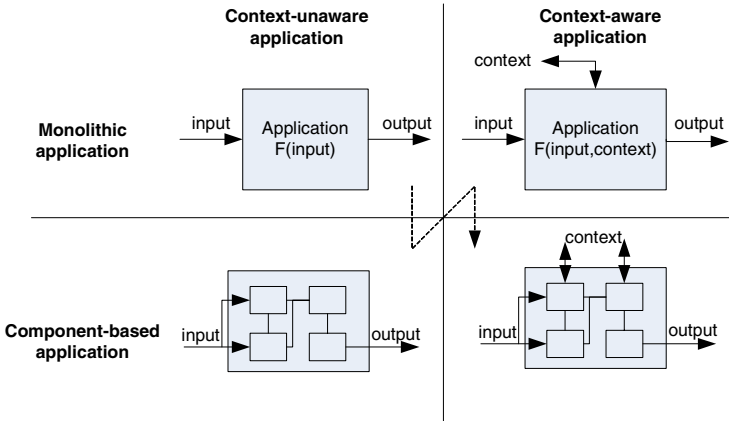 Context-unaware
application
Context-aware
application
context
Monolithic
application
input
Application
F(input)
output
input
Application
F(input,context)
output
context
Component-based
application
input
output
input
output